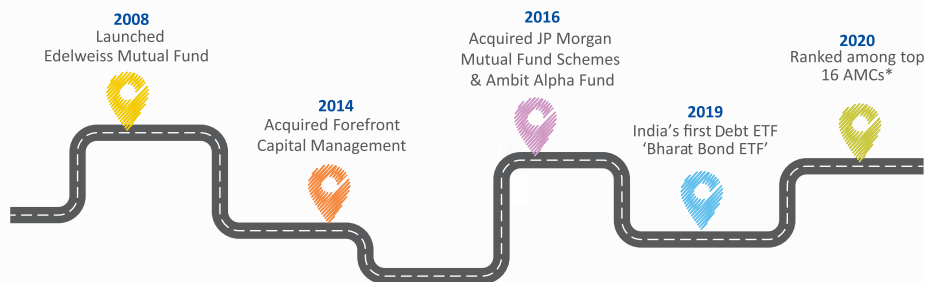 2008
Launched
Edelweiss Mutual Fund
2014
Acquired Forefront
Capital Management
2016
Acquired JP Morgan
Mutual Fund Schemes
& Ambit Alpha Fund
2019
India’s first Debt ETF
‘Bharat Bond ETF’
2020
Ranked among top
16 AMCs*